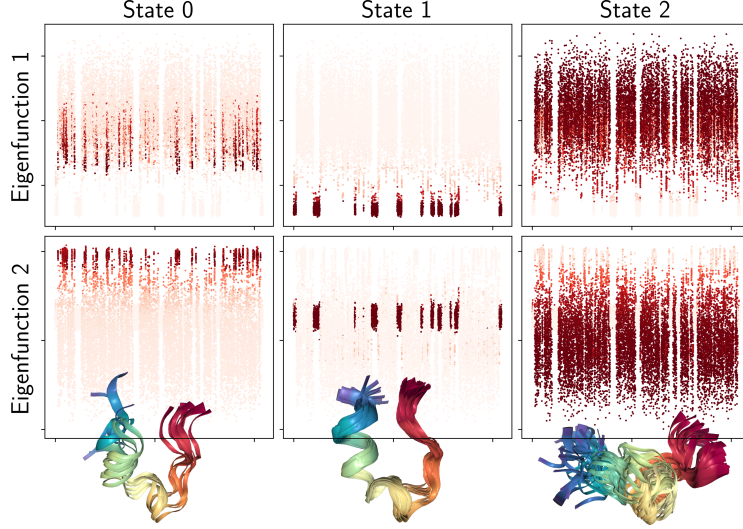 State 0
State 1
State 2
Eigenfunction 1
Eigenfunction 2